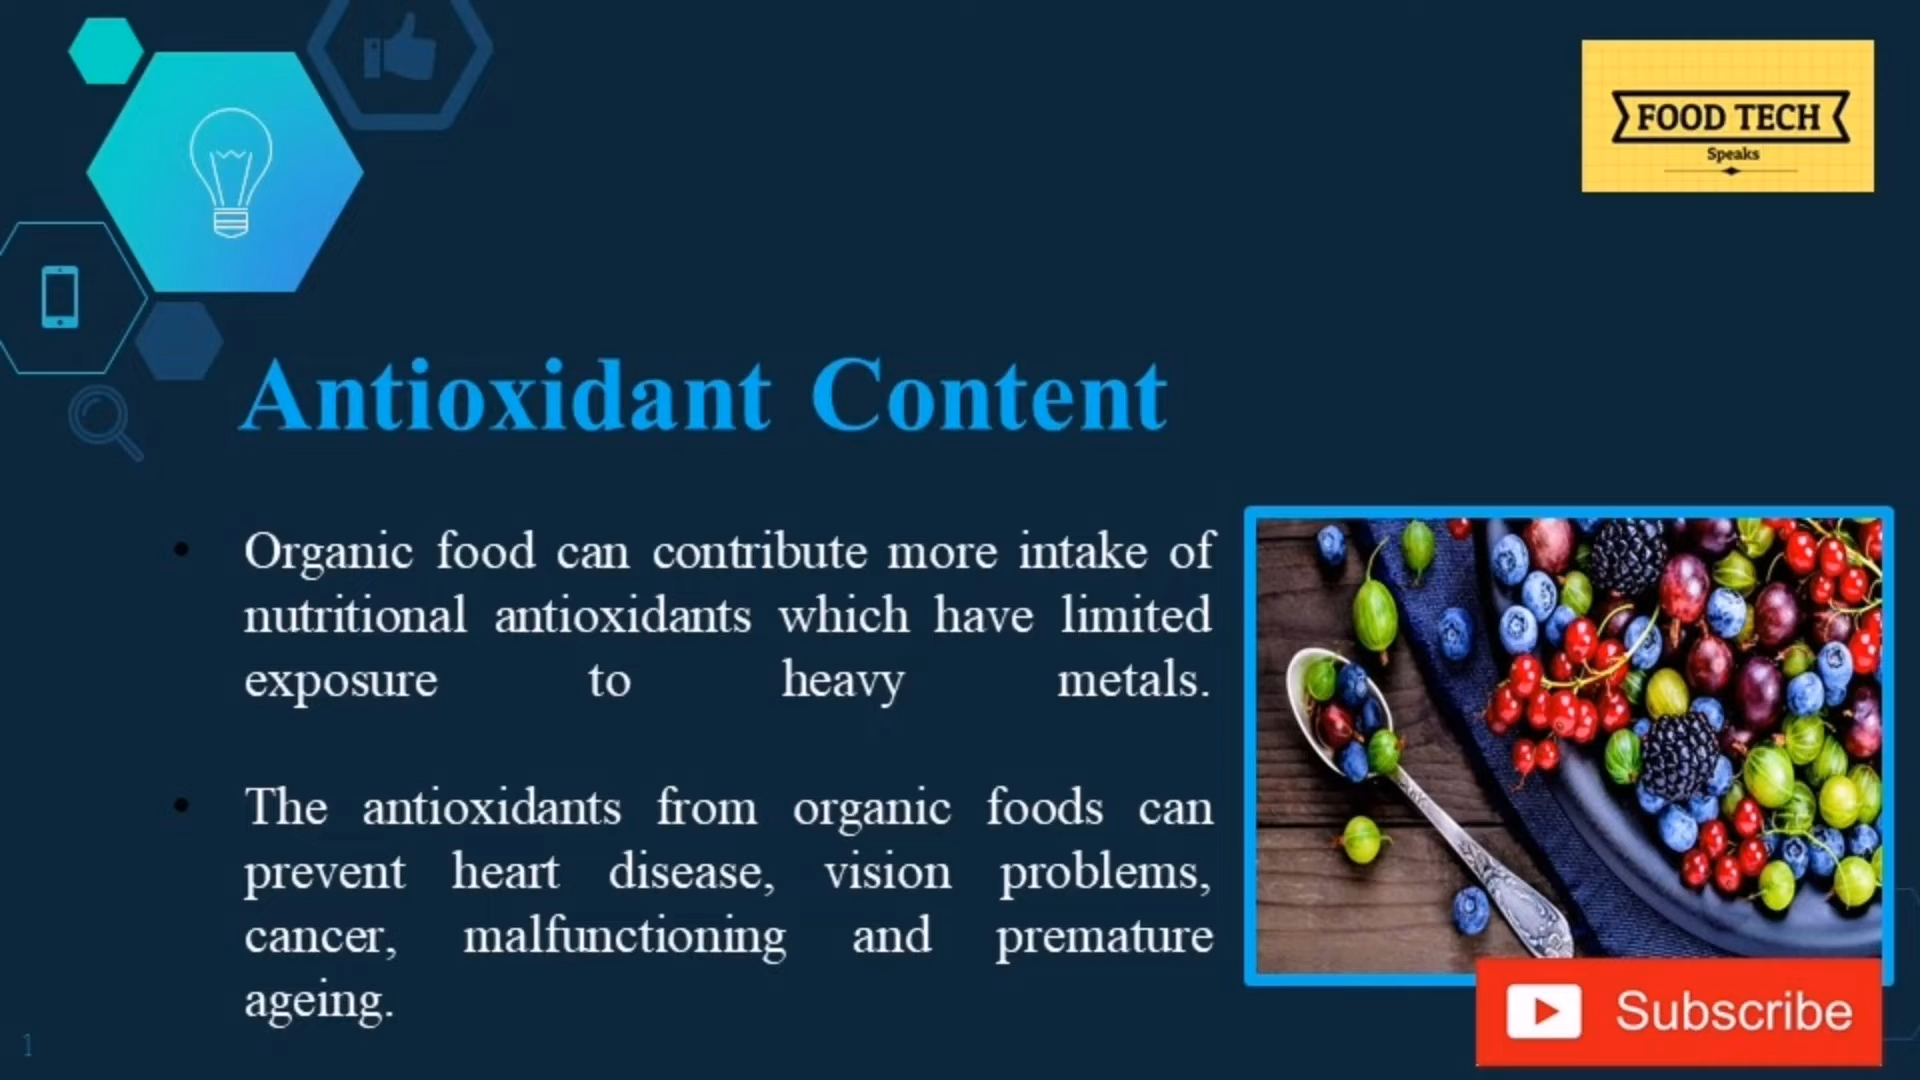 FOOD TECH
Speaks
Antioxidant Content
Organic food can contribute more intake of
nutritional antioxidants which have limited
exposure to heavy metals.
The antioxidants from organic foods can
prevent heart disease, vision problems,
cancer, malfunctioning and premature
ageing.
Subscribe
1